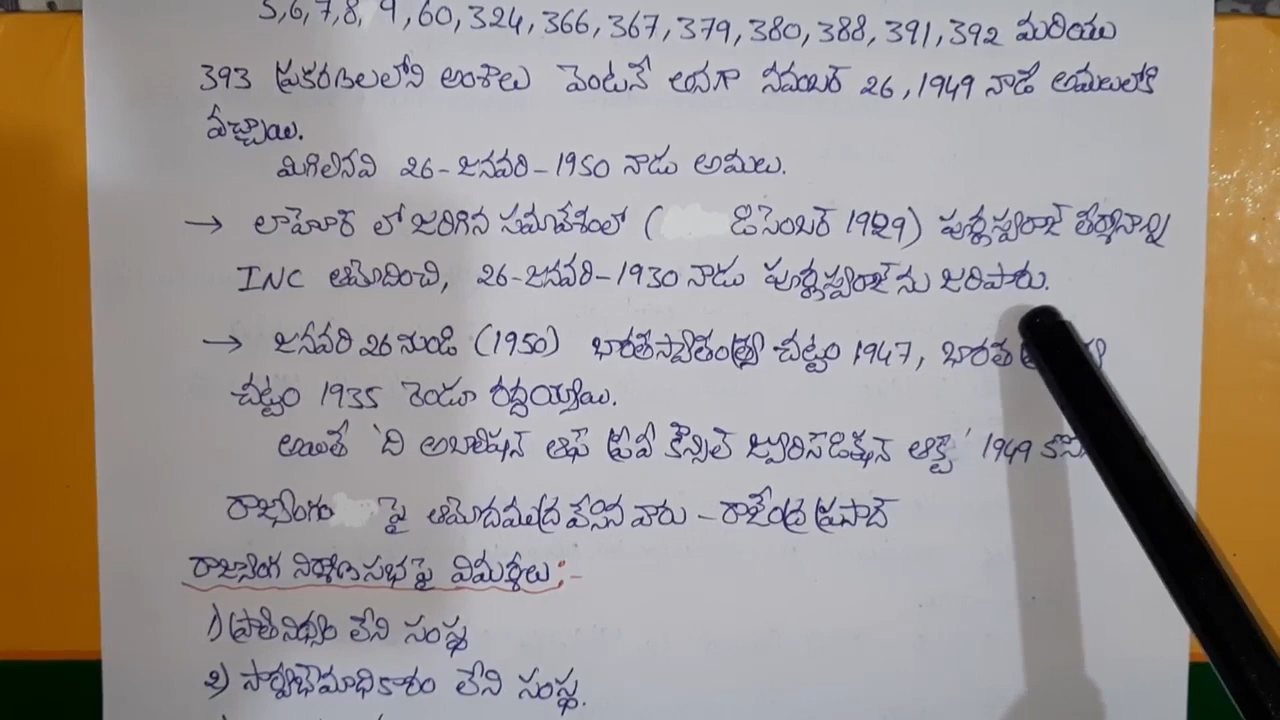 5,6,7,8, 9,60,324,366,367,379,380,388,391,392 మరియు
393 ప్రకరణలలోని అంశాలు వెంటనే అనగా నవంబర్ 26,1949 నాడే అమలులోకి
వచ్చాయి.
మిగిలినవి 26-జనవరి-1950 నాడు అమలు.
→ లాహోర్ లో జరిగిన సమావేశంలో ( డిసెంబర్ 1929) పూర్ణస్వరాజ్ తీర్మానాన్ని
INC ఆమోదించి, 26-జనవరి-1930 నాడు పూర్ణస్వరాజ్ ను జరిపారు.
→ జనవరి 26 నుండి (1950) భారతస్వాతంత్ర్య చట్టం 1947, భారత
చట్టం 1935 రెండూ రద్దయ్యాయి.
అయితే 'ది అబాలిషన్ ఆఫ్ ప్రివీ కౌన్సిల్ జ్యురిస్‌డిక్షన్ ఆక్ట్' 1949
రాజ్యాంగం పై ఆమోదముద్ర వేసిన వారు - రాజేంద్ర ప్రసాద్
రాజ్యాంగ నిర్మాణ సభ పై విమర్శలు :-
1) ప్రాతినిధ్యం లేని సంస్థ
2) సార్వభౌమాధికారం లేని సంస్థ.